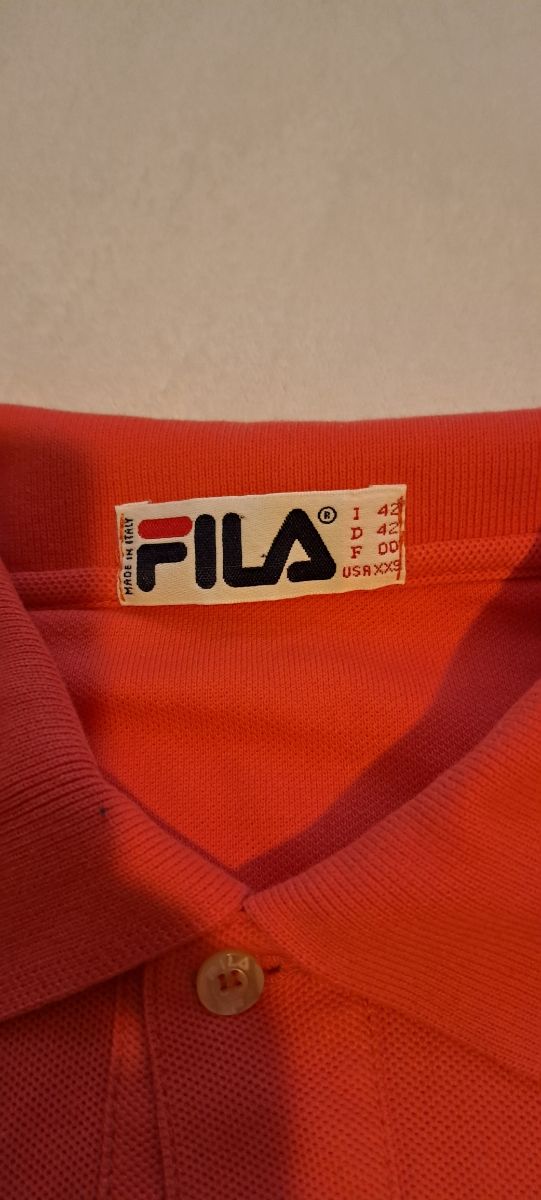 MADE IN ITALY
FILA®
I 42
D 42
F 00
USA XXS